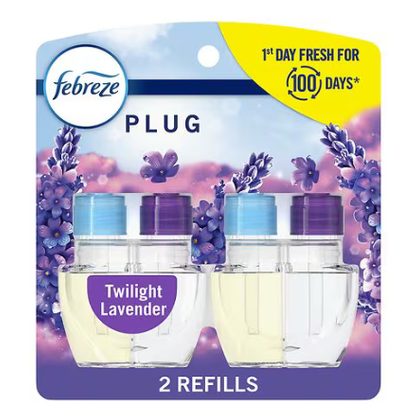 febreze
1st DAY FRESH FOR
100 DAYS*
PLUG
Twilight
Lavender
2 REFILLS